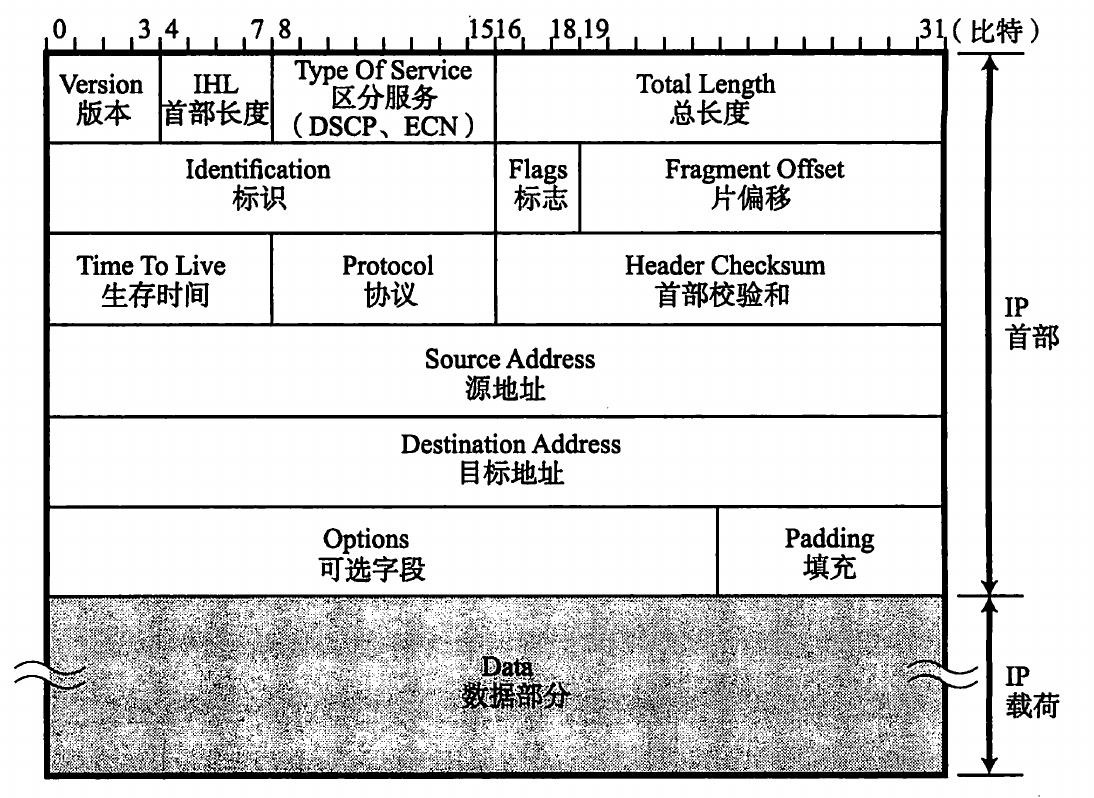 0 3 4 7 8 15 16 18 19 31 (比特)
Version
版本
IHL
首部长度
Type Of Service
区分服务
(DSCP、ECN)
Total Length
总长度
Identification
标识
Flags
标志
Fragment Offset
片偏移
Time To Live
生存时间
Protocol
协议
Header Checksum
首部校验和
Source Address
源地址
Destination Address
目标地址
Options
可选字段
Padding
填充
IP
首部
Data
数据部分
IP
载荷